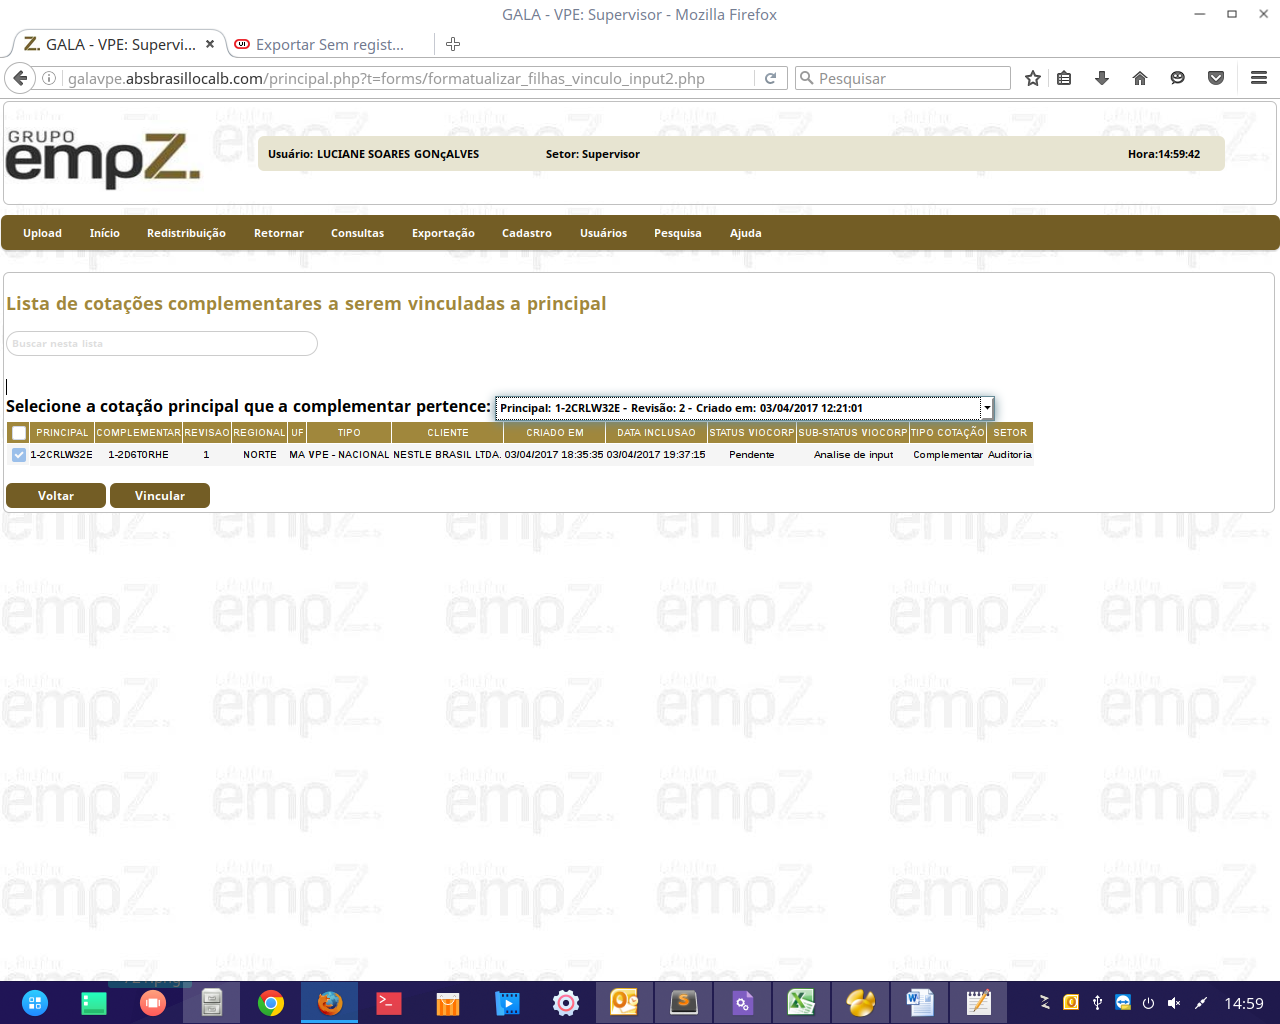 GALA - VPE: Supervisor - Mozilla Firefox
GALA - VPE: Supervi...
Exportar Sem regist...
galavpe.absbrasillocalb.com/principal.php?t=forms/formatualizar_filhas_vinculo_input2.php
Pesquisar
GRUPO
empZ.
Usuário: LUCIANE SOARES GONçALVES
Setor: Supervisor
Hora:14:59:42
Upload Início Redistribuição Retornar Consultas Exportação Cadastro Usuários Pesquisa Ajuda
Lista de cotações complementares a serem vinculadas a principal
Buscar nesta lista
Selecione a cotação principal que a complementar pertence: Principal: 1-2CRLW32E - Revisão: 2 - Criado em: 03/04/2017 12:21:01
PRINCIPAL COMPLEMENTAR REVISAO REGIONAL UF TIPO CLIENTE CRIADO EM DATA INCLUSAO STATUS VIOCORP SUB-STATUS VIOCORP TIPO COTAÇÃO SETOR
1-2CRLW32E 1-2D6T0RHE 1 NORTE MA VPE - NACIONAL NESTLE BRASIL LTDA. 03/04/2017 18:35:35 03/04/2017 19:37:15 Pendente Analise de input Complementar Auditoria
Voltar
Vincular
14:59